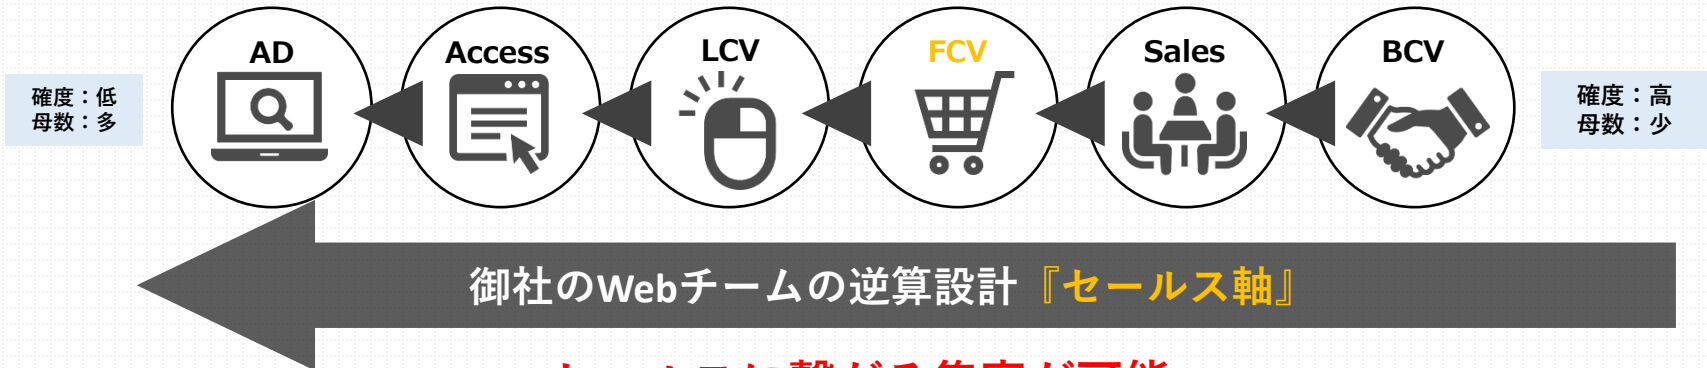 AD
Access
LCV
FCV
Sales
BCV
確度：低
母数：多
確度：高
母数：少
御社のWebチームの逆算設計『セールス軸』